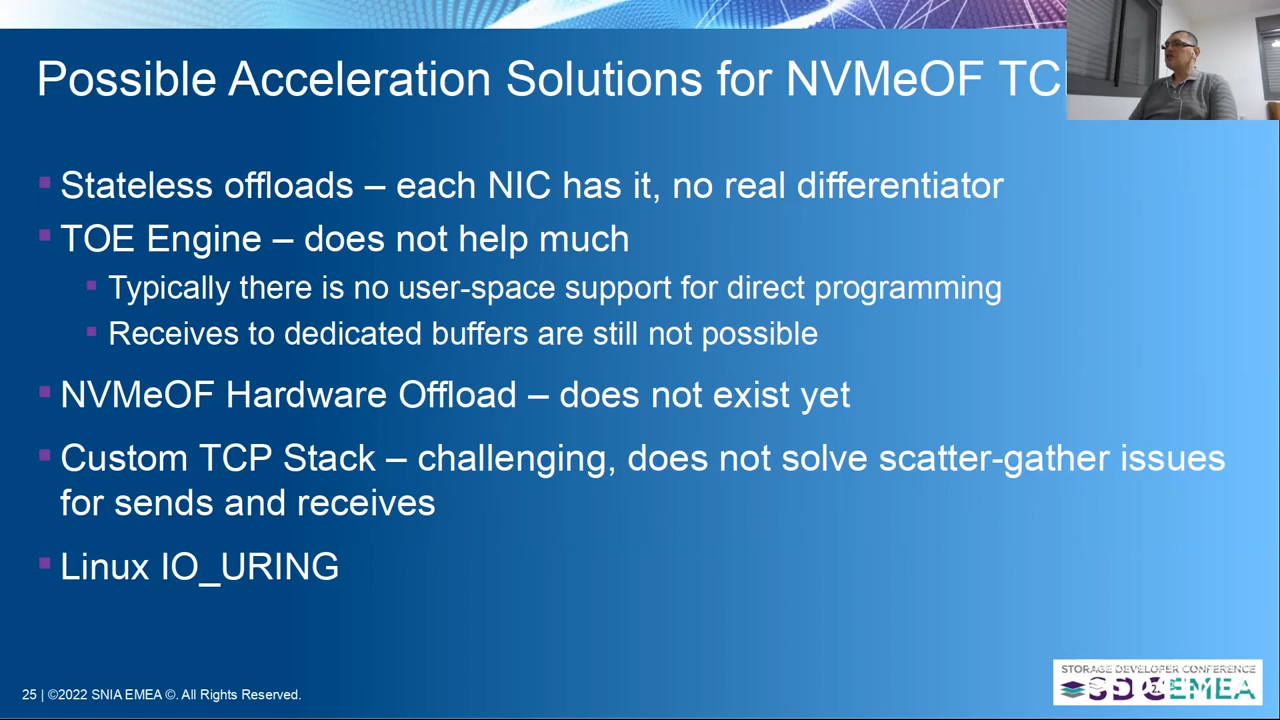 Possible Acceleration Solutions for NVMeOF TC
Stateless offloads – each NIC has it, no real differentiator
TOE Engine – does not help much
Typically there is no user-space support for direct programming
Receives to dedicated buffers are still not possible
NVMeOF Hardware Offload – does not exist yet
Custom TCP Stack – challenging, does not solve scatter-gather issues
for sends and receives
Linux IO_URING
25 | ©2022 SNIA EMEA ©. All Rights Reserved.
STORAGE DEVELOPER CONFERENCE
EMEA